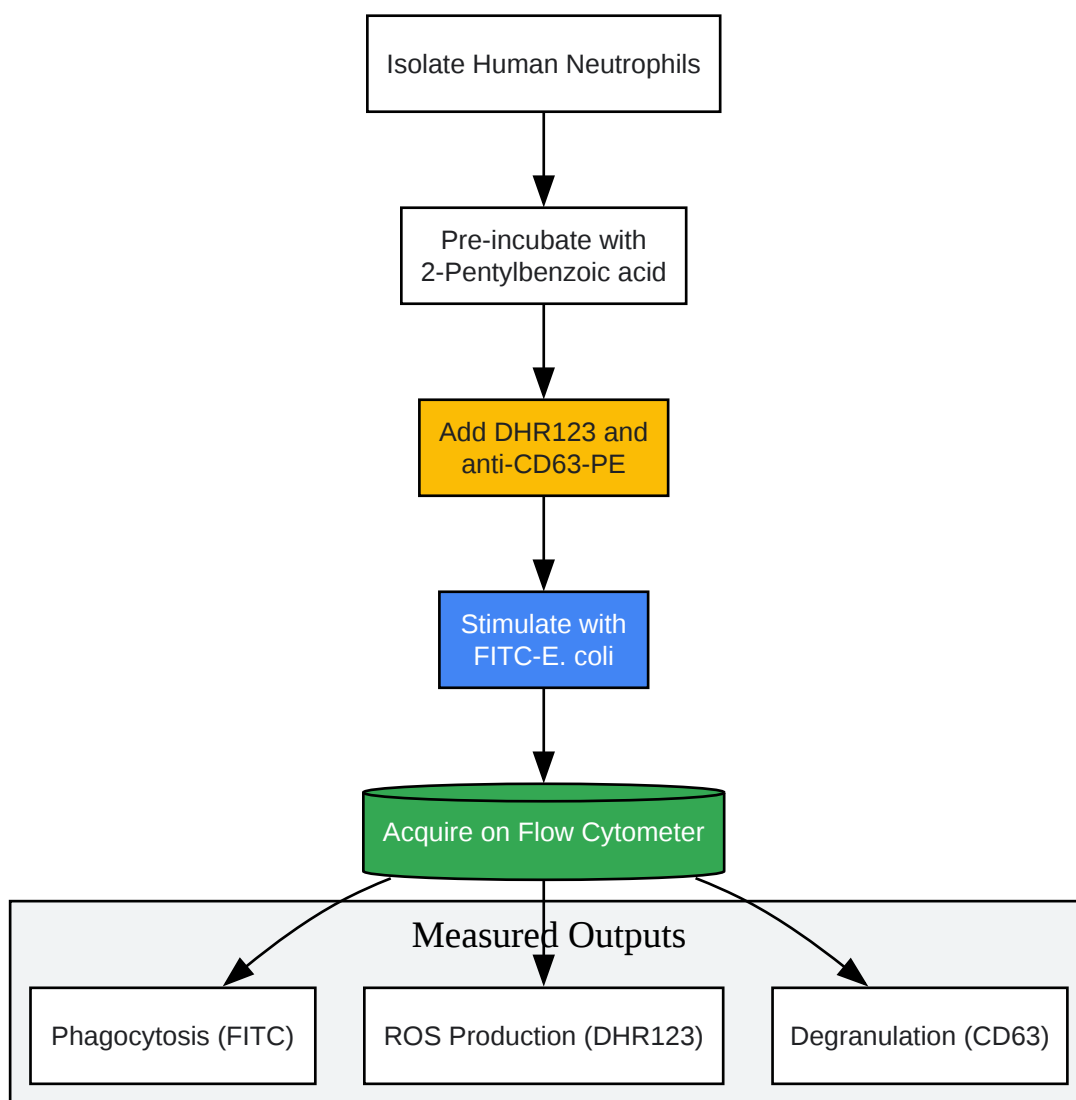 Isolate Human Neutrophils
Pre-incubate with
2-Pentylbenzoic acid
Add DHR123 and
anti-CD63-PE
Stimulate with
FITC-E. coli
Acquire on Flow Cytometer
Measured Outputs
Phagocytosis (FITC)
ROS Production (DHR123)
Degranulation (CD63)